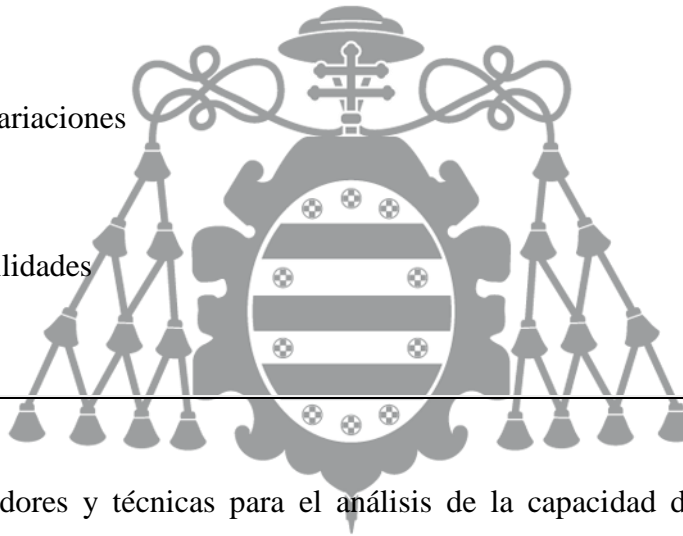 ariaciones
lidades
dores y técnicas para el análisis de la capacidad d